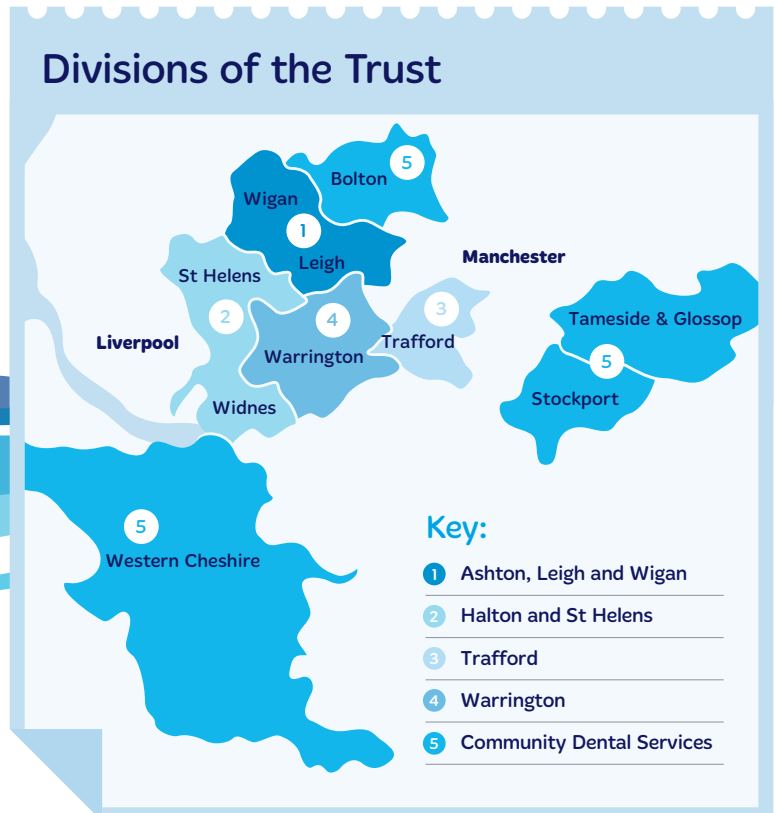 Divisions of the Trust
Bolton
5
Wigan
1
Leigh
Manchester
St Helens
2
Liverpool
4
Warrington
3
Trafford
Tameside & Glossop
5
Stockport
Widnes
5
Western Cheshire
Key:
1 Ashton, Leigh and Wigan
2 Halton and St Helens
3 Trafford
4 Warrington
5 Community Dental Services